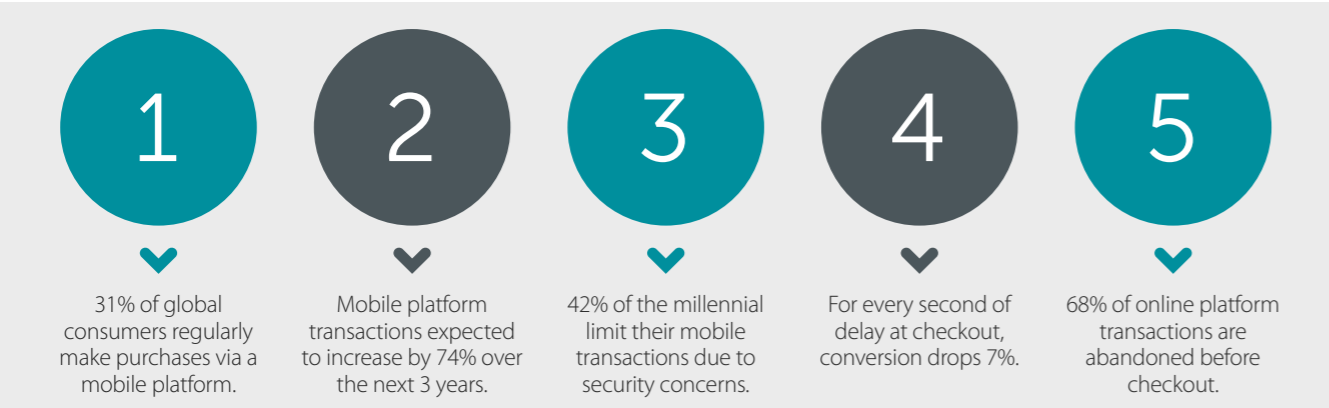 1
2
3
4
5
31% of global
consumers regularly
make purchases via a
mobile platform.
Mobile platform
transactions expected
to increase by 74% over
the next 3 years.
42% of the millennial
limit their mobile
transactions due to
security concerns.
For every second of
delay at checkout,
conversion drops 7%.
68% of online platform
transactions are
abandoned before
checkout.